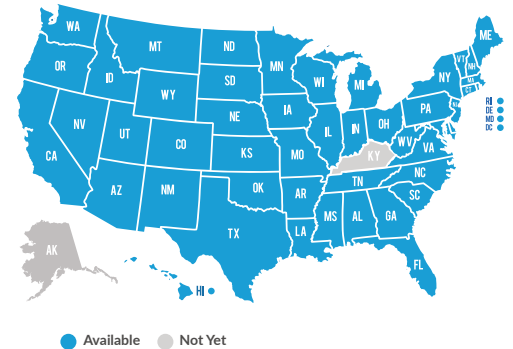 WA
MT
ND
MN
ME
VT
NH
OR
ID
SD
WI
MI
NY
MA
CT
WY
IA
PA
NJ
RI
DE
MD
DC
NV
UT
CO
NE
IL
IN
OH
WV
VA
CA
KS
MO
KY
AZ
NM
OK
AR
TN
NC
SC
TX
LA
MS
AL
GA
FL
AK
HI
Available
Not Yet